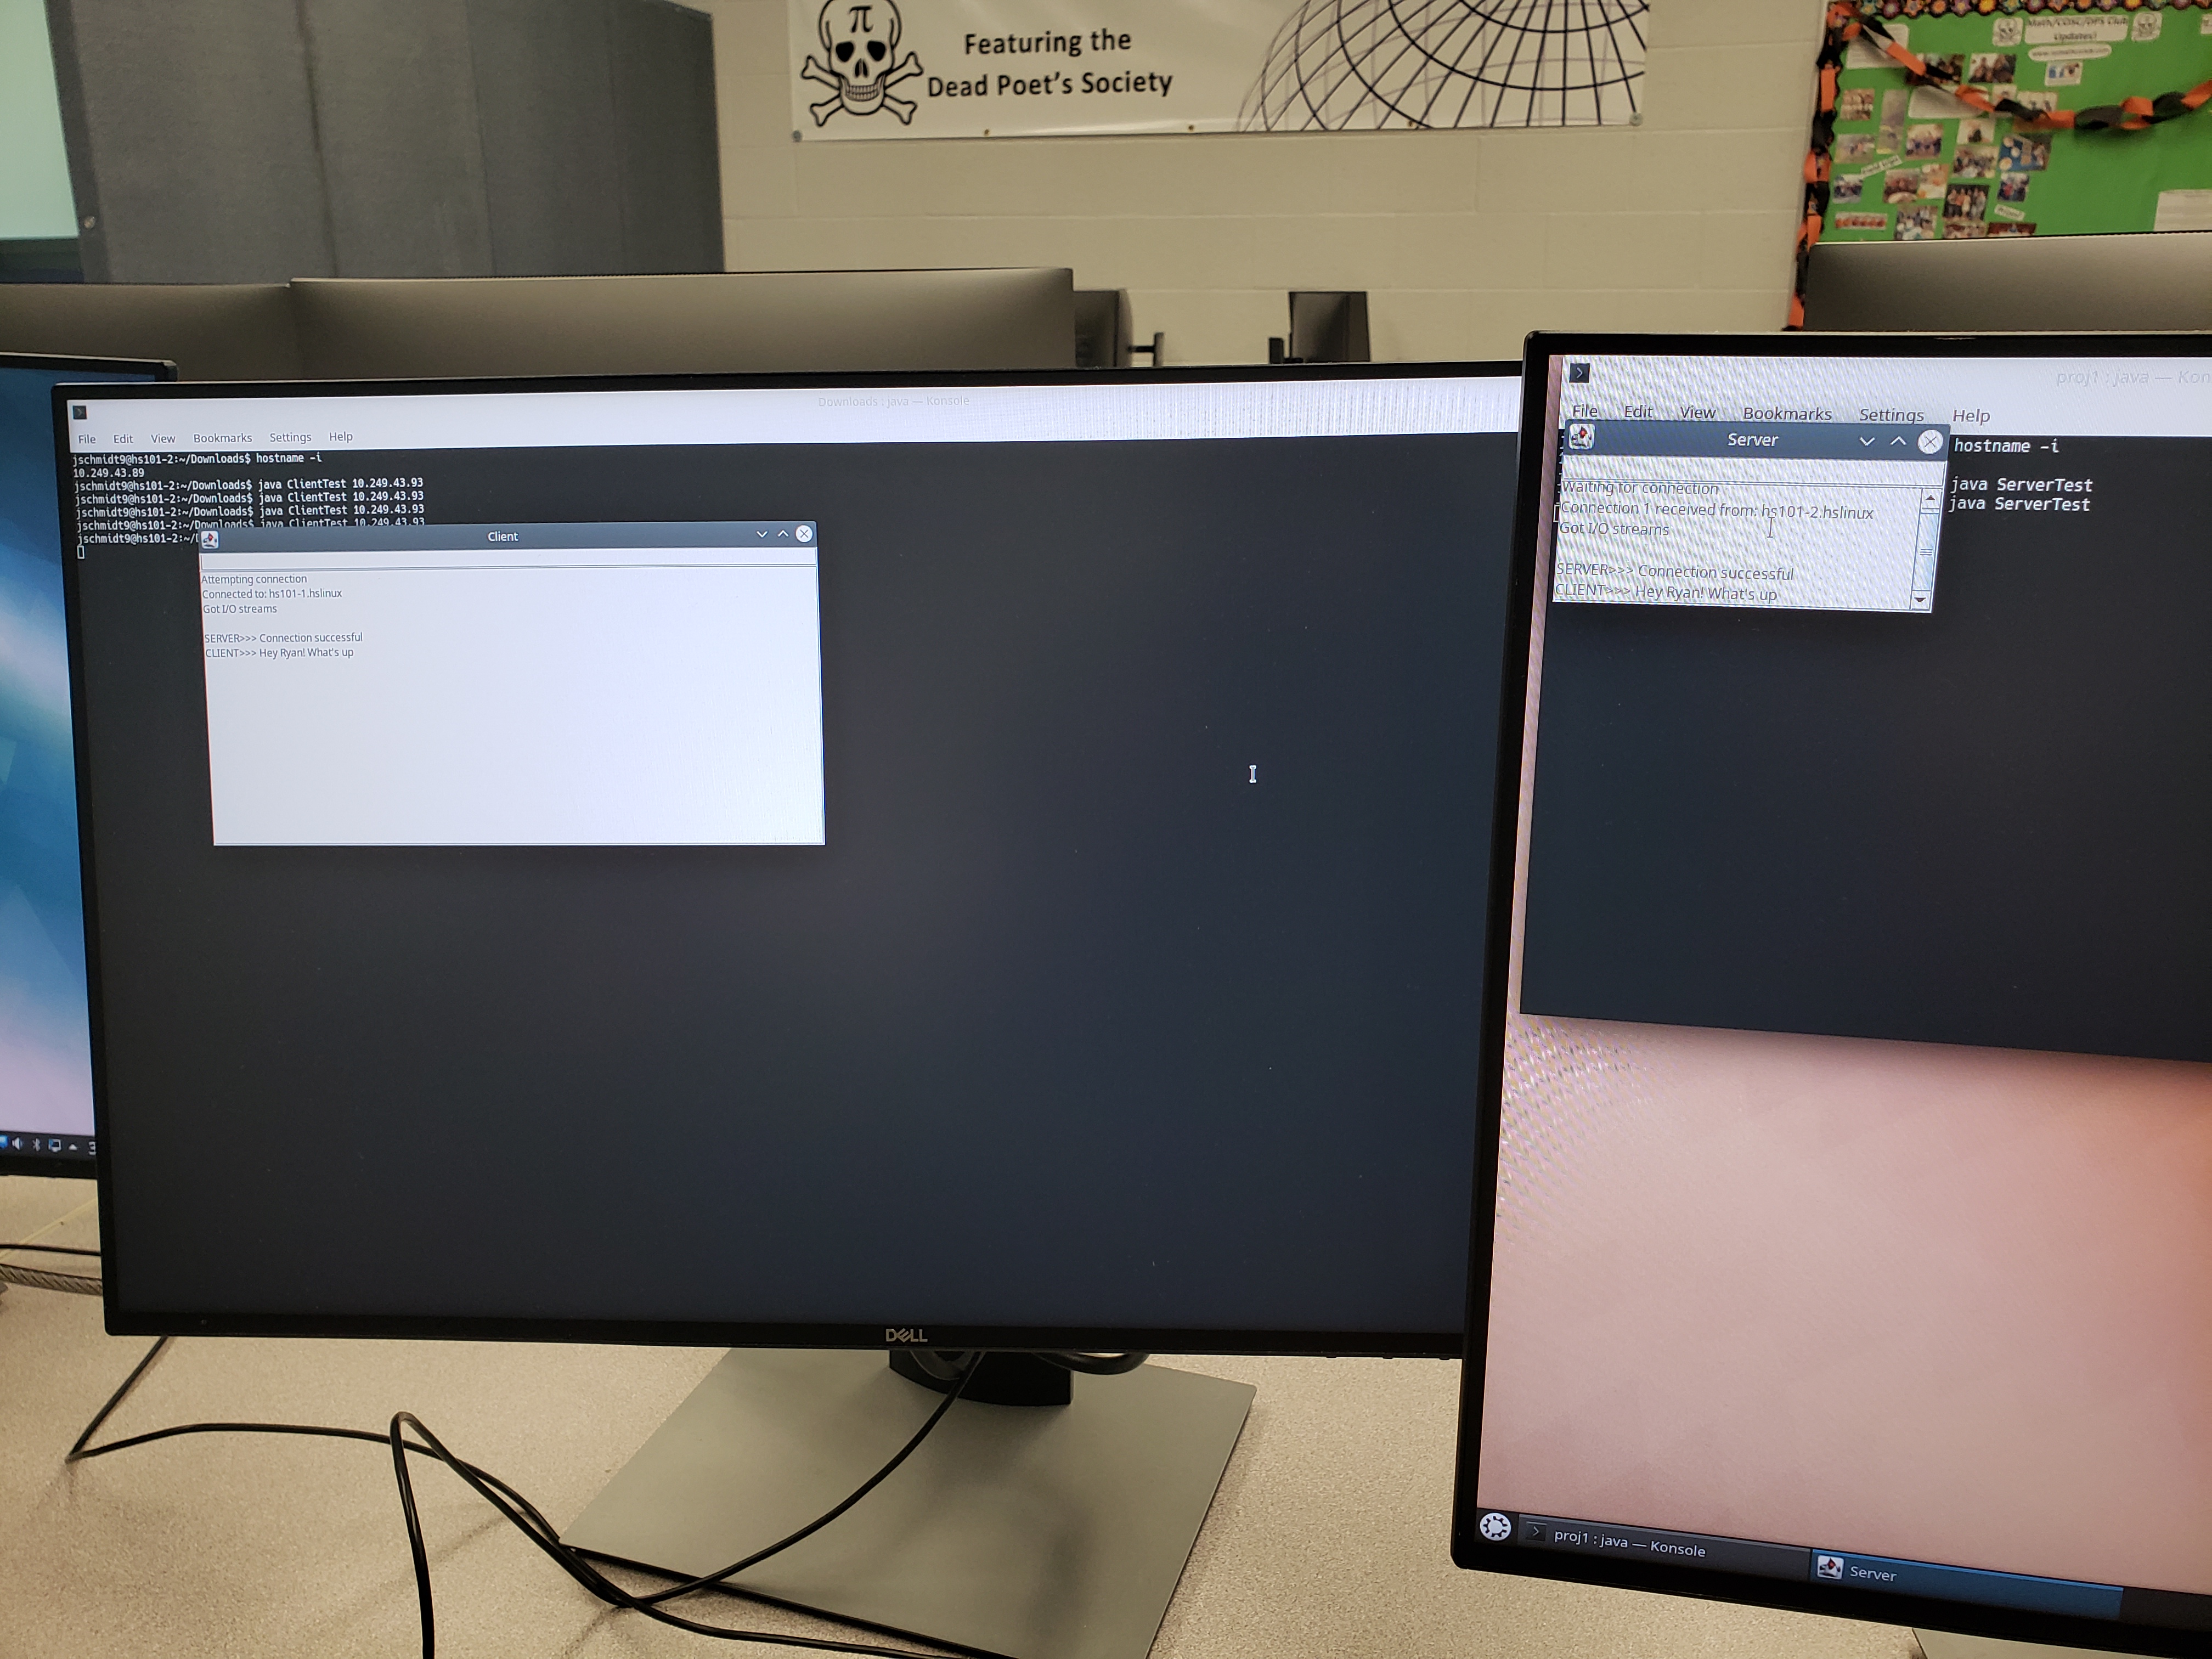 π
Featuring the
Dead Poet's Society
Math/COSC/DPS Club
Updates!
Downloads : java — Konsole
File Edit View Bookmarks Settings Help
jschmidt9@hs101-2:~/Downloads$ hostname -i
10.249.43.89
jschmidt9@hs101-2:~/Downloads$ java ClientTest 10.249.43.93
jschmidt9@hs101-2:~/Downloads$ java ClientTest 10.249.43.93
jschmidt9@hs101-2:~/Downloads$ java ClientTest 10.249.43.93
jschmidt9@hs101-2:~/Downloads$ java ClientTest 10.249.43.93
jschmidt9@hs101-2:~/
Client
Attempting connection
Connected to: hs101-1.hslinux
Got I/O streams
SERVER>>> Connection successful
CLIENT>>> Hey Ryan! What's up
DELL
proj1 : java — Kon
File Edit View Bookmarks Settings Help
hostname -i
java ServerTest
java ServerTest
Server
Waiting for connection
Connection 1 received from: hs101-2.hslinux
Got I/O streams
SERVER>>> Connection successful
CLIENT>>> Hey Ryan! What's up
proj1 : java — Konsole
Server